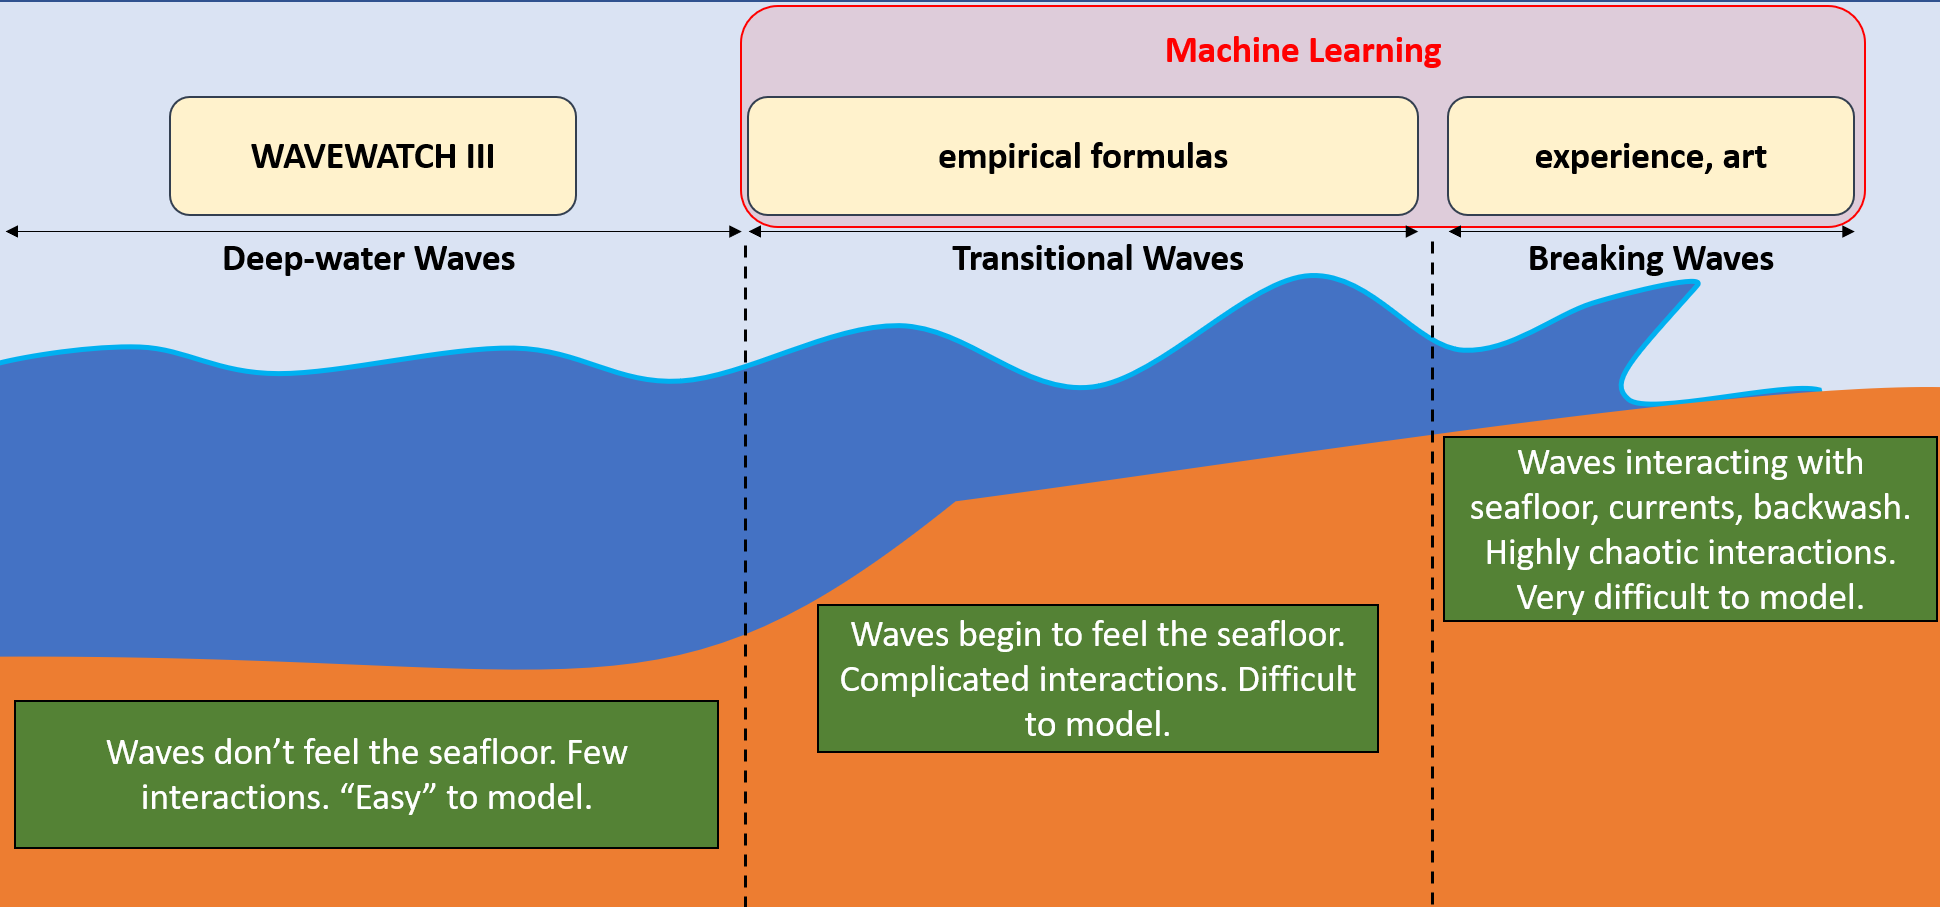 Machine Learning
WAVEWATCH III
empirical formulas
experience, art
Deep-water Waves
Transitional Waves
Breaking Waves
Waves interacting with
seafloor, currents, backwash.
Highly chaotic interactions.
Very difficult to model.
Waves begin to feel the seafloor.
Complicated interactions. Difficult
to model.
Waves don’t feel the seafloor. Few
interactions. “Easy” to model.